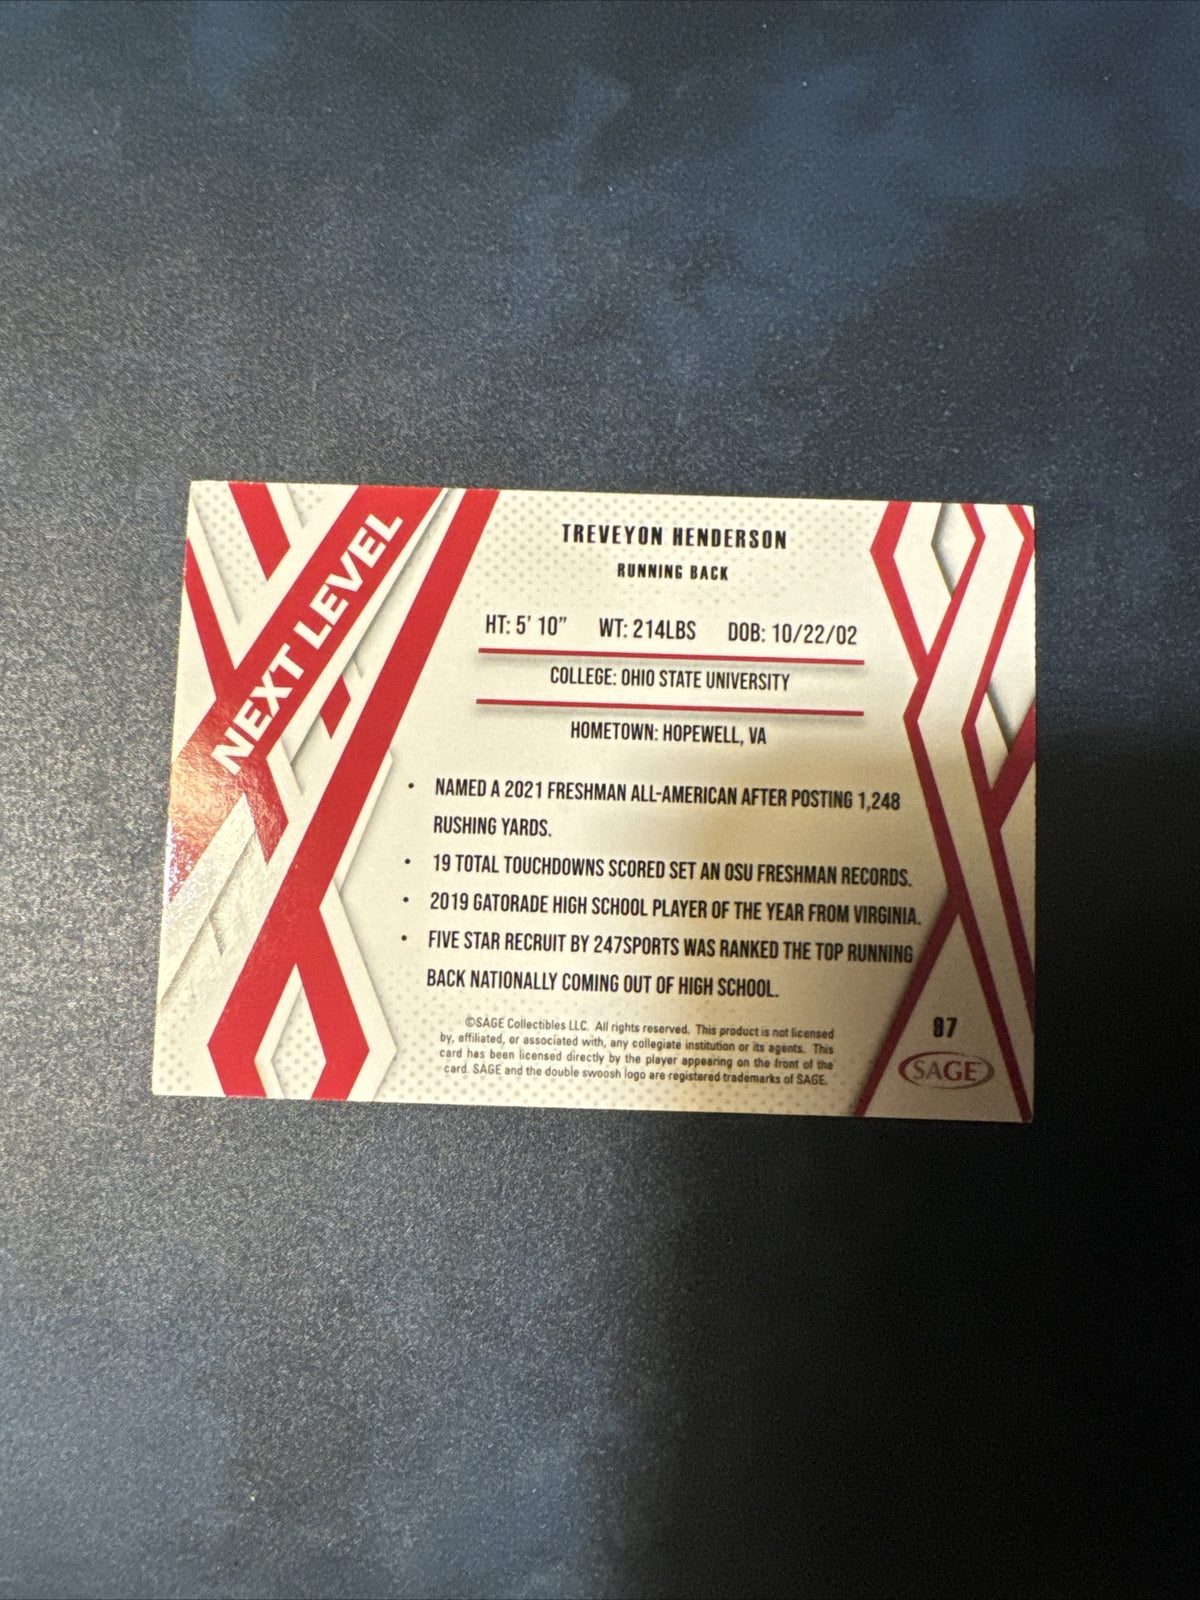 NEXT LEVEL
TREVEYON HENDERSON
RUNNING BACK
HT: 5' 10" WT: 214LBS DOB: 10/22/02
COLLEGE: OHIO STATE UNIVERSITY
HOMETOWN: HOPEWELL, VA
• NAMED A 2021 FRESHMAN ALL-AMERICAN AFTER POSTING 1,248
RUSHING YARDS.
• 19 TOTAL TOUCHDOWNS SCORED SET AN OSU FRESHMAN RECORDS.
• 2019 GATORADE HIGH SCHOOL PLAYER OF THE YEAR FROM VIRGINIA.
• FIVE STAR RECRUIT BY 247SPORTS WAS RANKED THE TOP RUNNING
BACK NATIONALLY COMING OUT OF HIGH SCHOOL.
©SAGE Collectibles LLC. All rights reserved. This product is not licensed
by, affiliated, or associated with, any collegiate institution or its agents. This
card has been licensed directly by the player appearing on the front of the
card. SAGE and the double swoosh logo are registered trademarks of SAGE.
87
SAGE